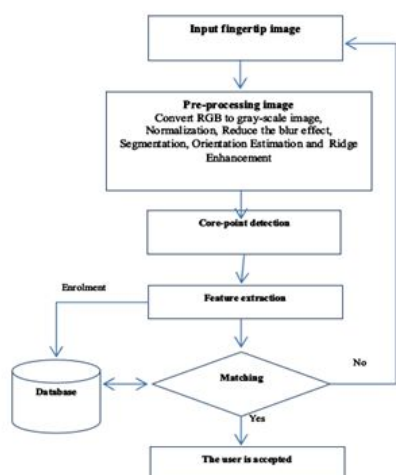 Input fingertip image
Pre-processing image
Convert RGB to gray-scale image,
Normalization, Reduce the blur effect,
Segmentation, Orientation Estimation and Ridge
Enhancement
Core-point detection
Enrolment
Feature extraction
No
Matching
Database
Yes
The user is accepted